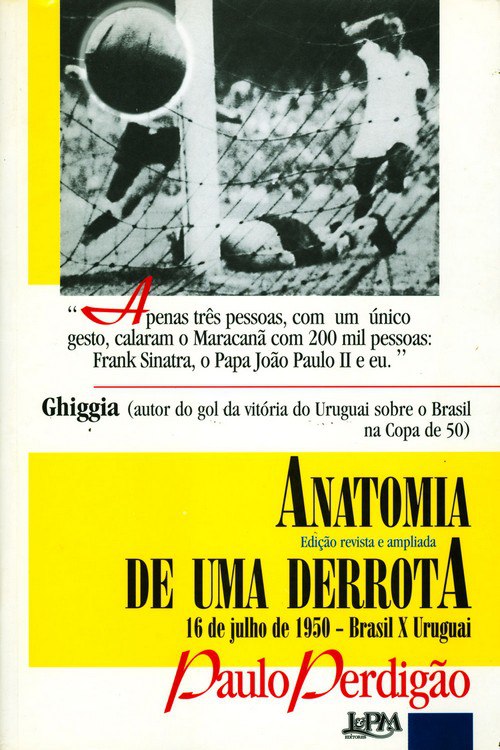 “ Apenas três pessoas, com um único
gesto, calaram o Maracanã com 200 mil pessoas:
Frank Sinatra, o Papa João Paulo II e eu. ”
Ghiggia (autor do gol da vitória do Uruguai sobre o Brasil
na Copa de 50)
ANATOMIA
Edição revista e ampliada
DE UMA DERROTA
16 de julho de 1950 – Brasil X Uruguai
Paulo Perdigão
L&PM
EDITORES